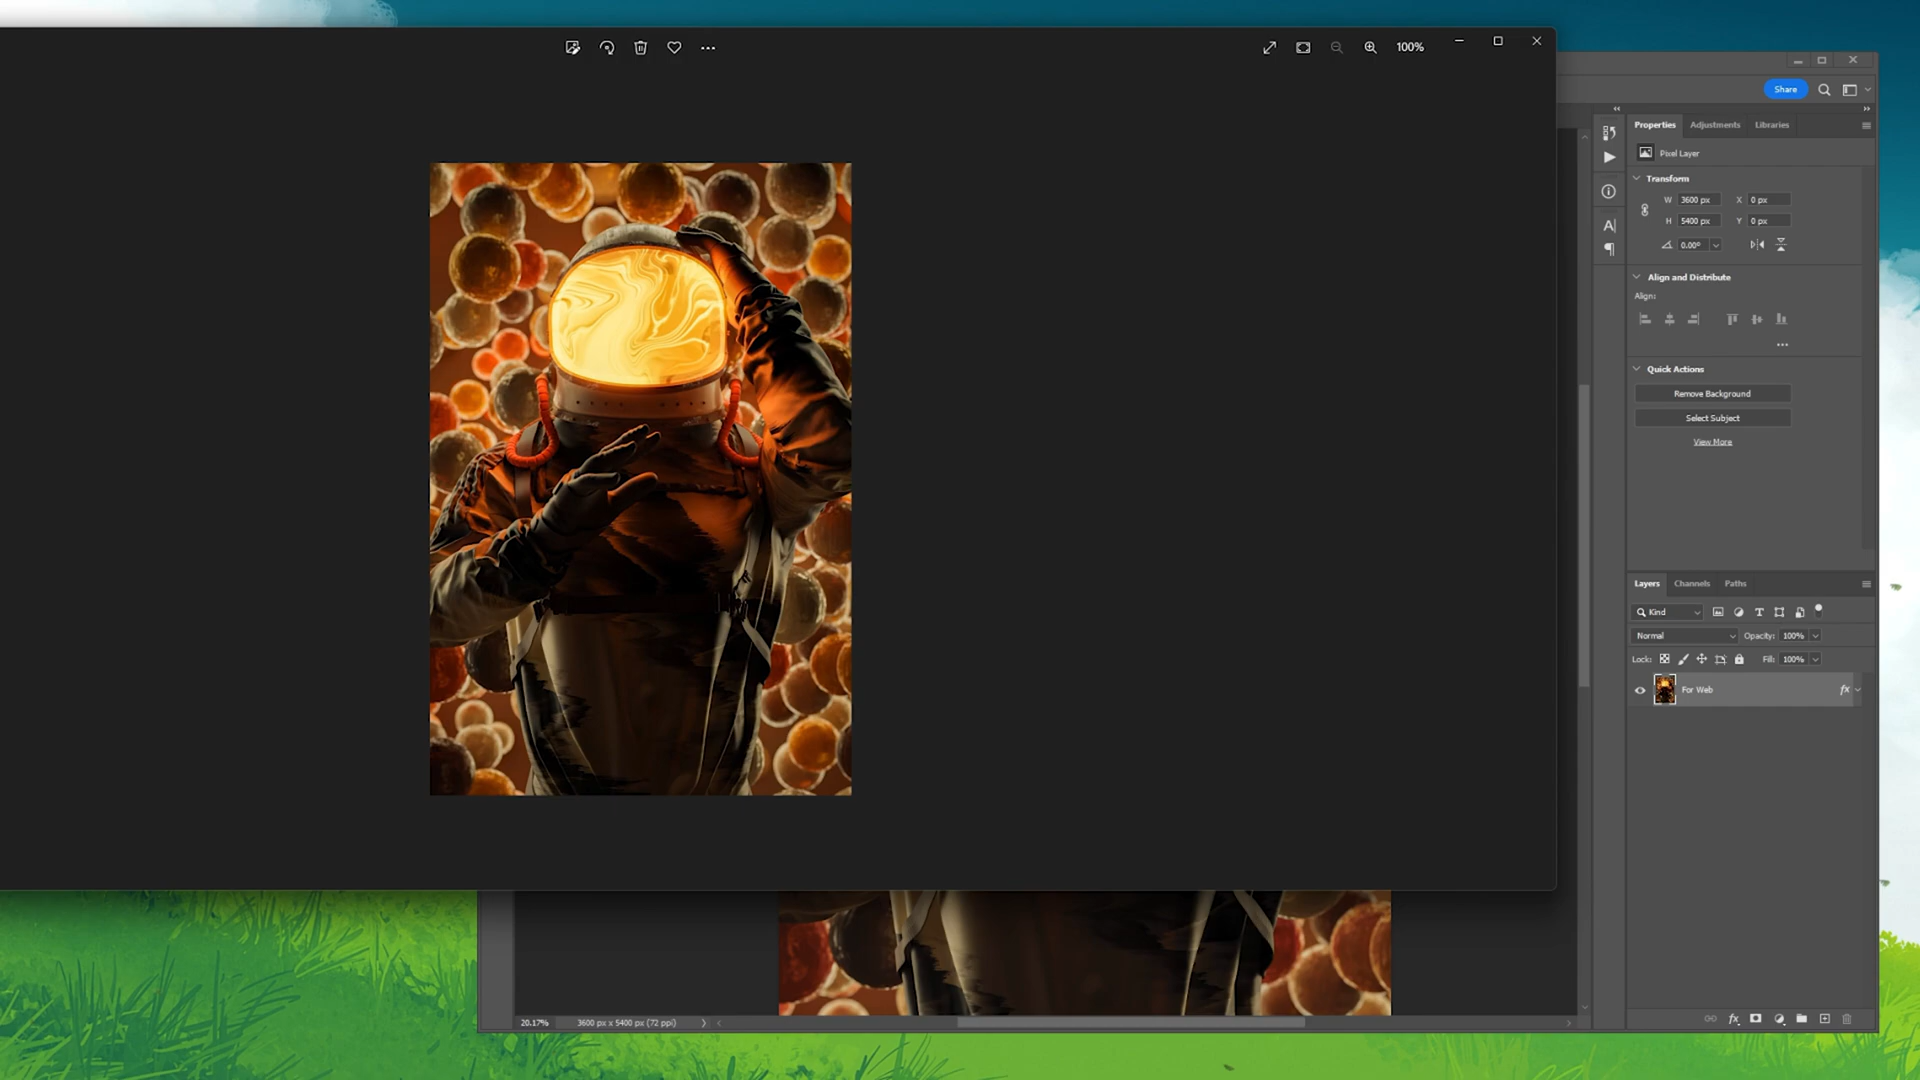 100%
Share
Properties Adjustments Libraries
Pixel Layer
Transform
W 3600 px X 0 px
H 5400 px Y 0 px
0.00°
Align and Distribute
Align:
Quick Actions
Remove Background
Select Subject
View More
Layers Channels Paths
Kind
Normal Opacity: 100%
Lock: Fill: 100%
For Web fx
20.17% 3600 px x 5400 px (72 ppi)
fx